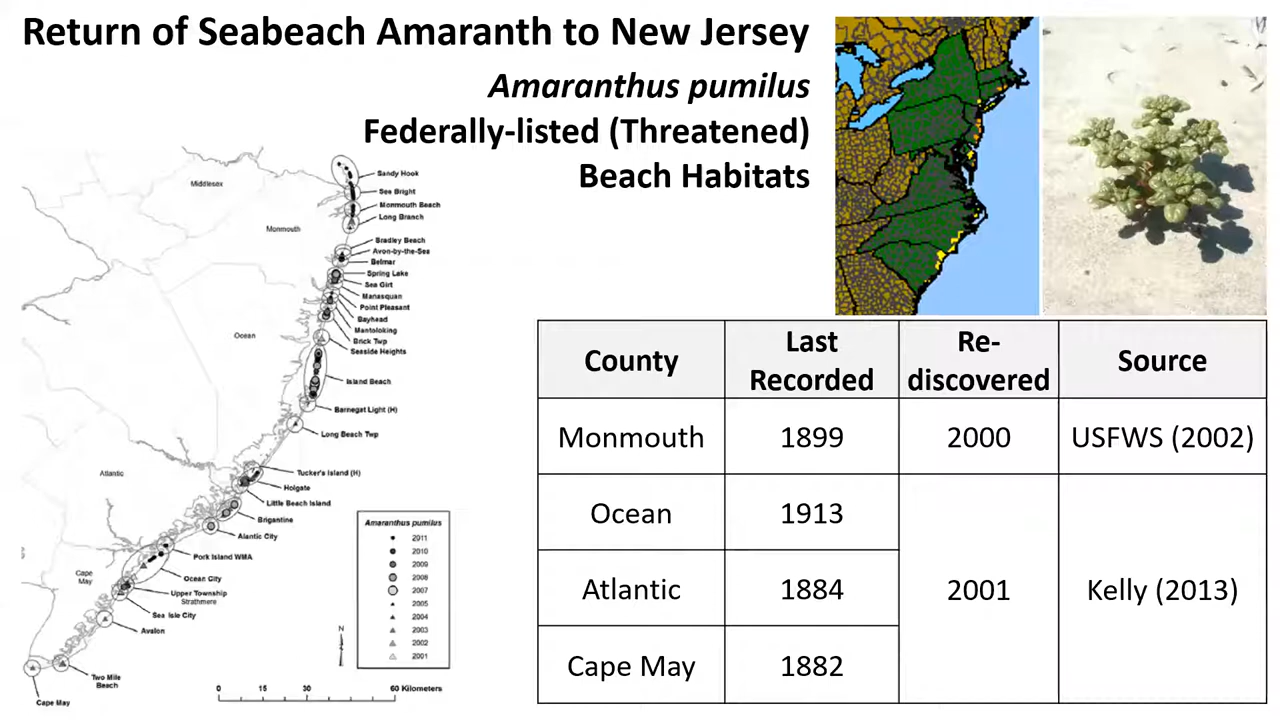 Return of Seabeach Amaranth to New Jersey
Amaranthus pumilus
Federally-listed (Threatened)
Beach Habitats
Middlesex
Monmouth
Ocean
Atlantic
Cape
May
Sandy Hook
Sea Bright
Monmouth Beach
Long Branch
Bradley Beach
Avon-by-the-Sea
Belmar
Spring Lake
Sea Girt
Manasquan
Point Pleasant
Bayhead
Mantoloking
Brick Twp
Seaside Heights
Island Beach
Barnegat Light (H)
Long Beach Twp
Tucker's Island (H)
Holgate
Little Beach Island
Brigantine
Alantic City
Pork Island WMA
Ocean City
Upper Township
Strathmere
Sea Isle City
Avalon
Two Mile
Beach
Cape May
Amaranthus pumilus
2011
2010
2009
2008
2007
2005
2004
2003
2002
2001
N
0 15 30 60 Kilometers
County Last Recorded Re-discovered Source
Monmouth 1899 2000 USFWS (2002)
Ocean 1913
Atlantic 1884 2001 Kelly (2013)
Cape May 1882